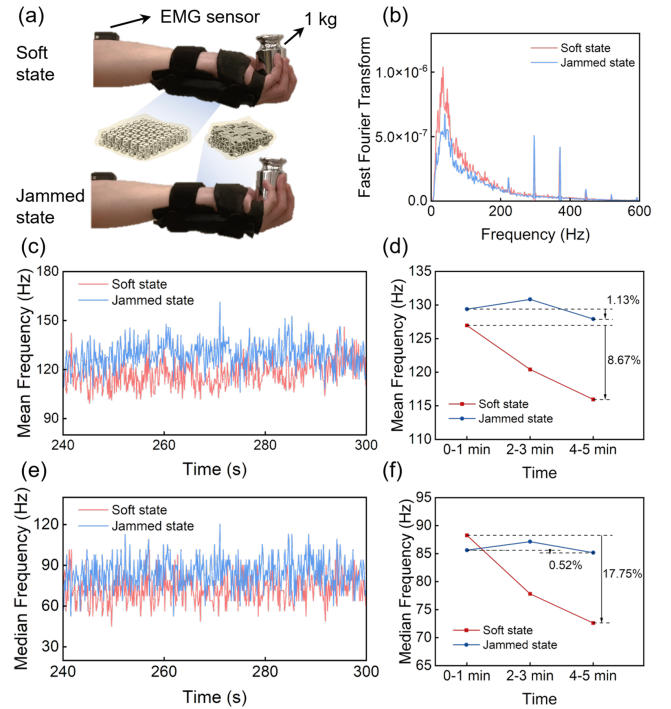 (a)
EMG sensor
1 kg
Soft
state
Jammed
state
(b)
Fast Fourier Transform
1.0×10⁻⁶
5.0×10⁻⁷
0.0
0 200 400 600
Frequency (Hz)
Soft state
Jammed state
(c)
Mean Frequency (Hz)
180
150
120
90
240 260 280 300
Time (s)
Soft state
Jammed state
(d)
Mean Frequency (Hz)
135
130
125
120
115
110
1.13%
8.67%
Soft state
Jammed state
0-1 min 2-3 min 4-5 min
Time
(e)
Median Frequency (Hz)
120
90
60
30
240 260 280 300
Time (s)
Soft state
Jammed state
(f)
Median Frequency (Hz)
95
90
85
80
75
70
65
0.52%
17.75%
Soft state
Jammed state
0-1 min 2-3 min 4-5 min
Time